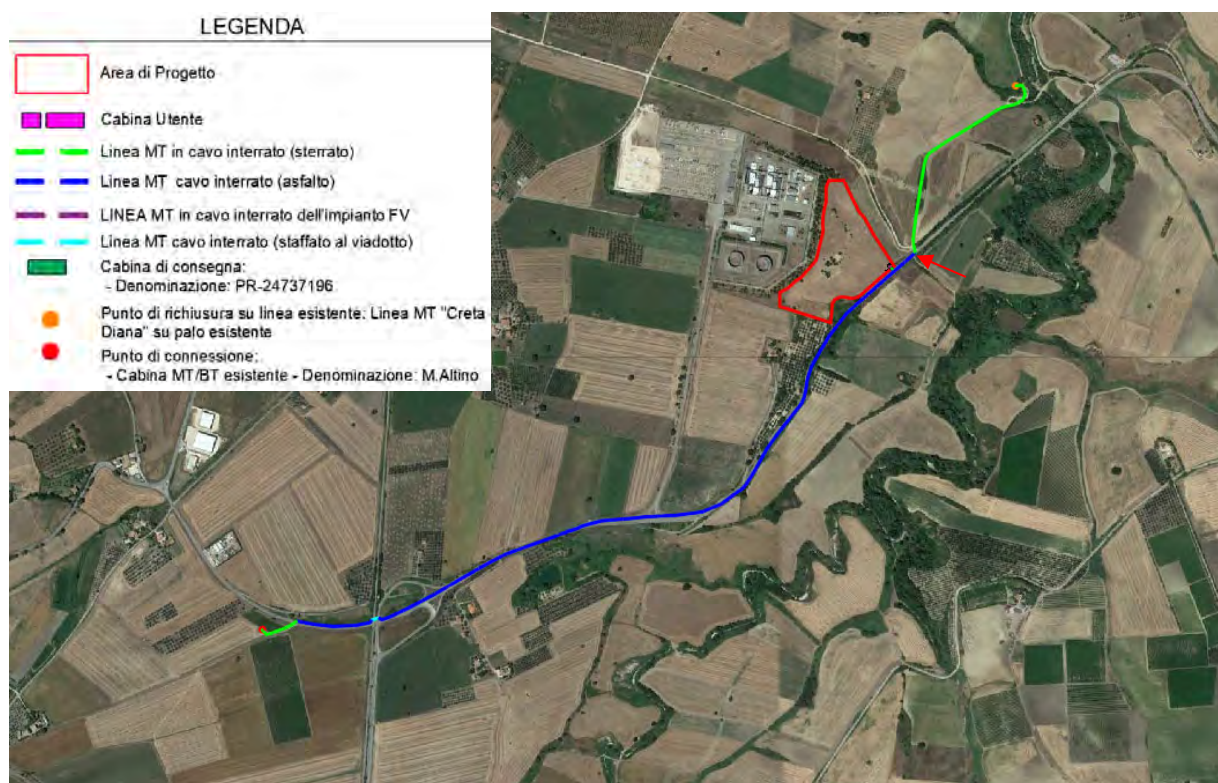 LEGENDA
Area di Progetto
Cabina Utente
Linea MT in cavo interrato (sterrato)
Linea MT cavo interrato (asfalto)
LINEA MT in cavo interrato dell'impianto FV
Linea MT cavo interrato (staffato al viadotto)
Cabina di consegna:
- Denominazione: PR-24737196
Punto di richiusura su linea esistente: Linea MT "Creta
Diana" su palo esistente
Punto di connessione:
- Cabina MT/BT esistente - Denominazione: M.Altino